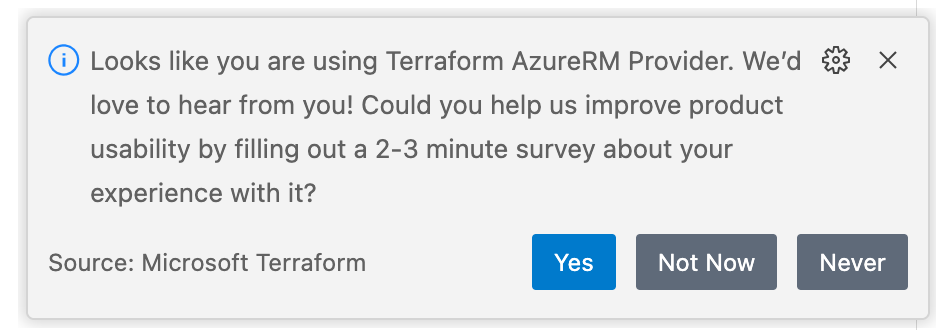 Looks like you are using Terraform AzureRM Provider. We’d
love to hear from you! Could you help us improve product
usability by filling out a 2-3 minute survey about your
experience with it?
Source: Microsoft Terraform
Yes
Not Now
Never